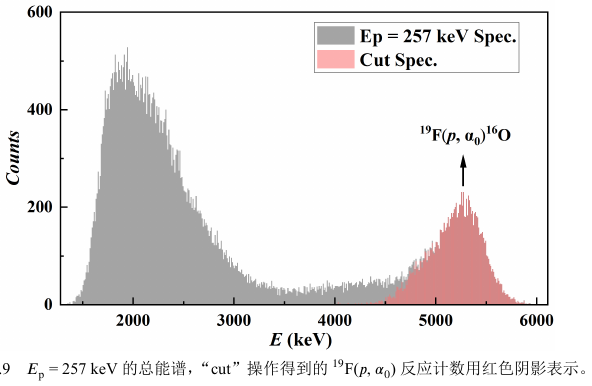 600
400
200
0
Counts
Ep = 257 keV Spec.
Cut Spec.
¹⁹F(p, α₀)¹⁶O
2000 3000 4000 5000 6000
E (keV)
.9 Eₚ = 257 keV 的总能谱，“cut” 操作得到的 ¹⁹F(p, α₀) 反应计数用红色阴影表示。